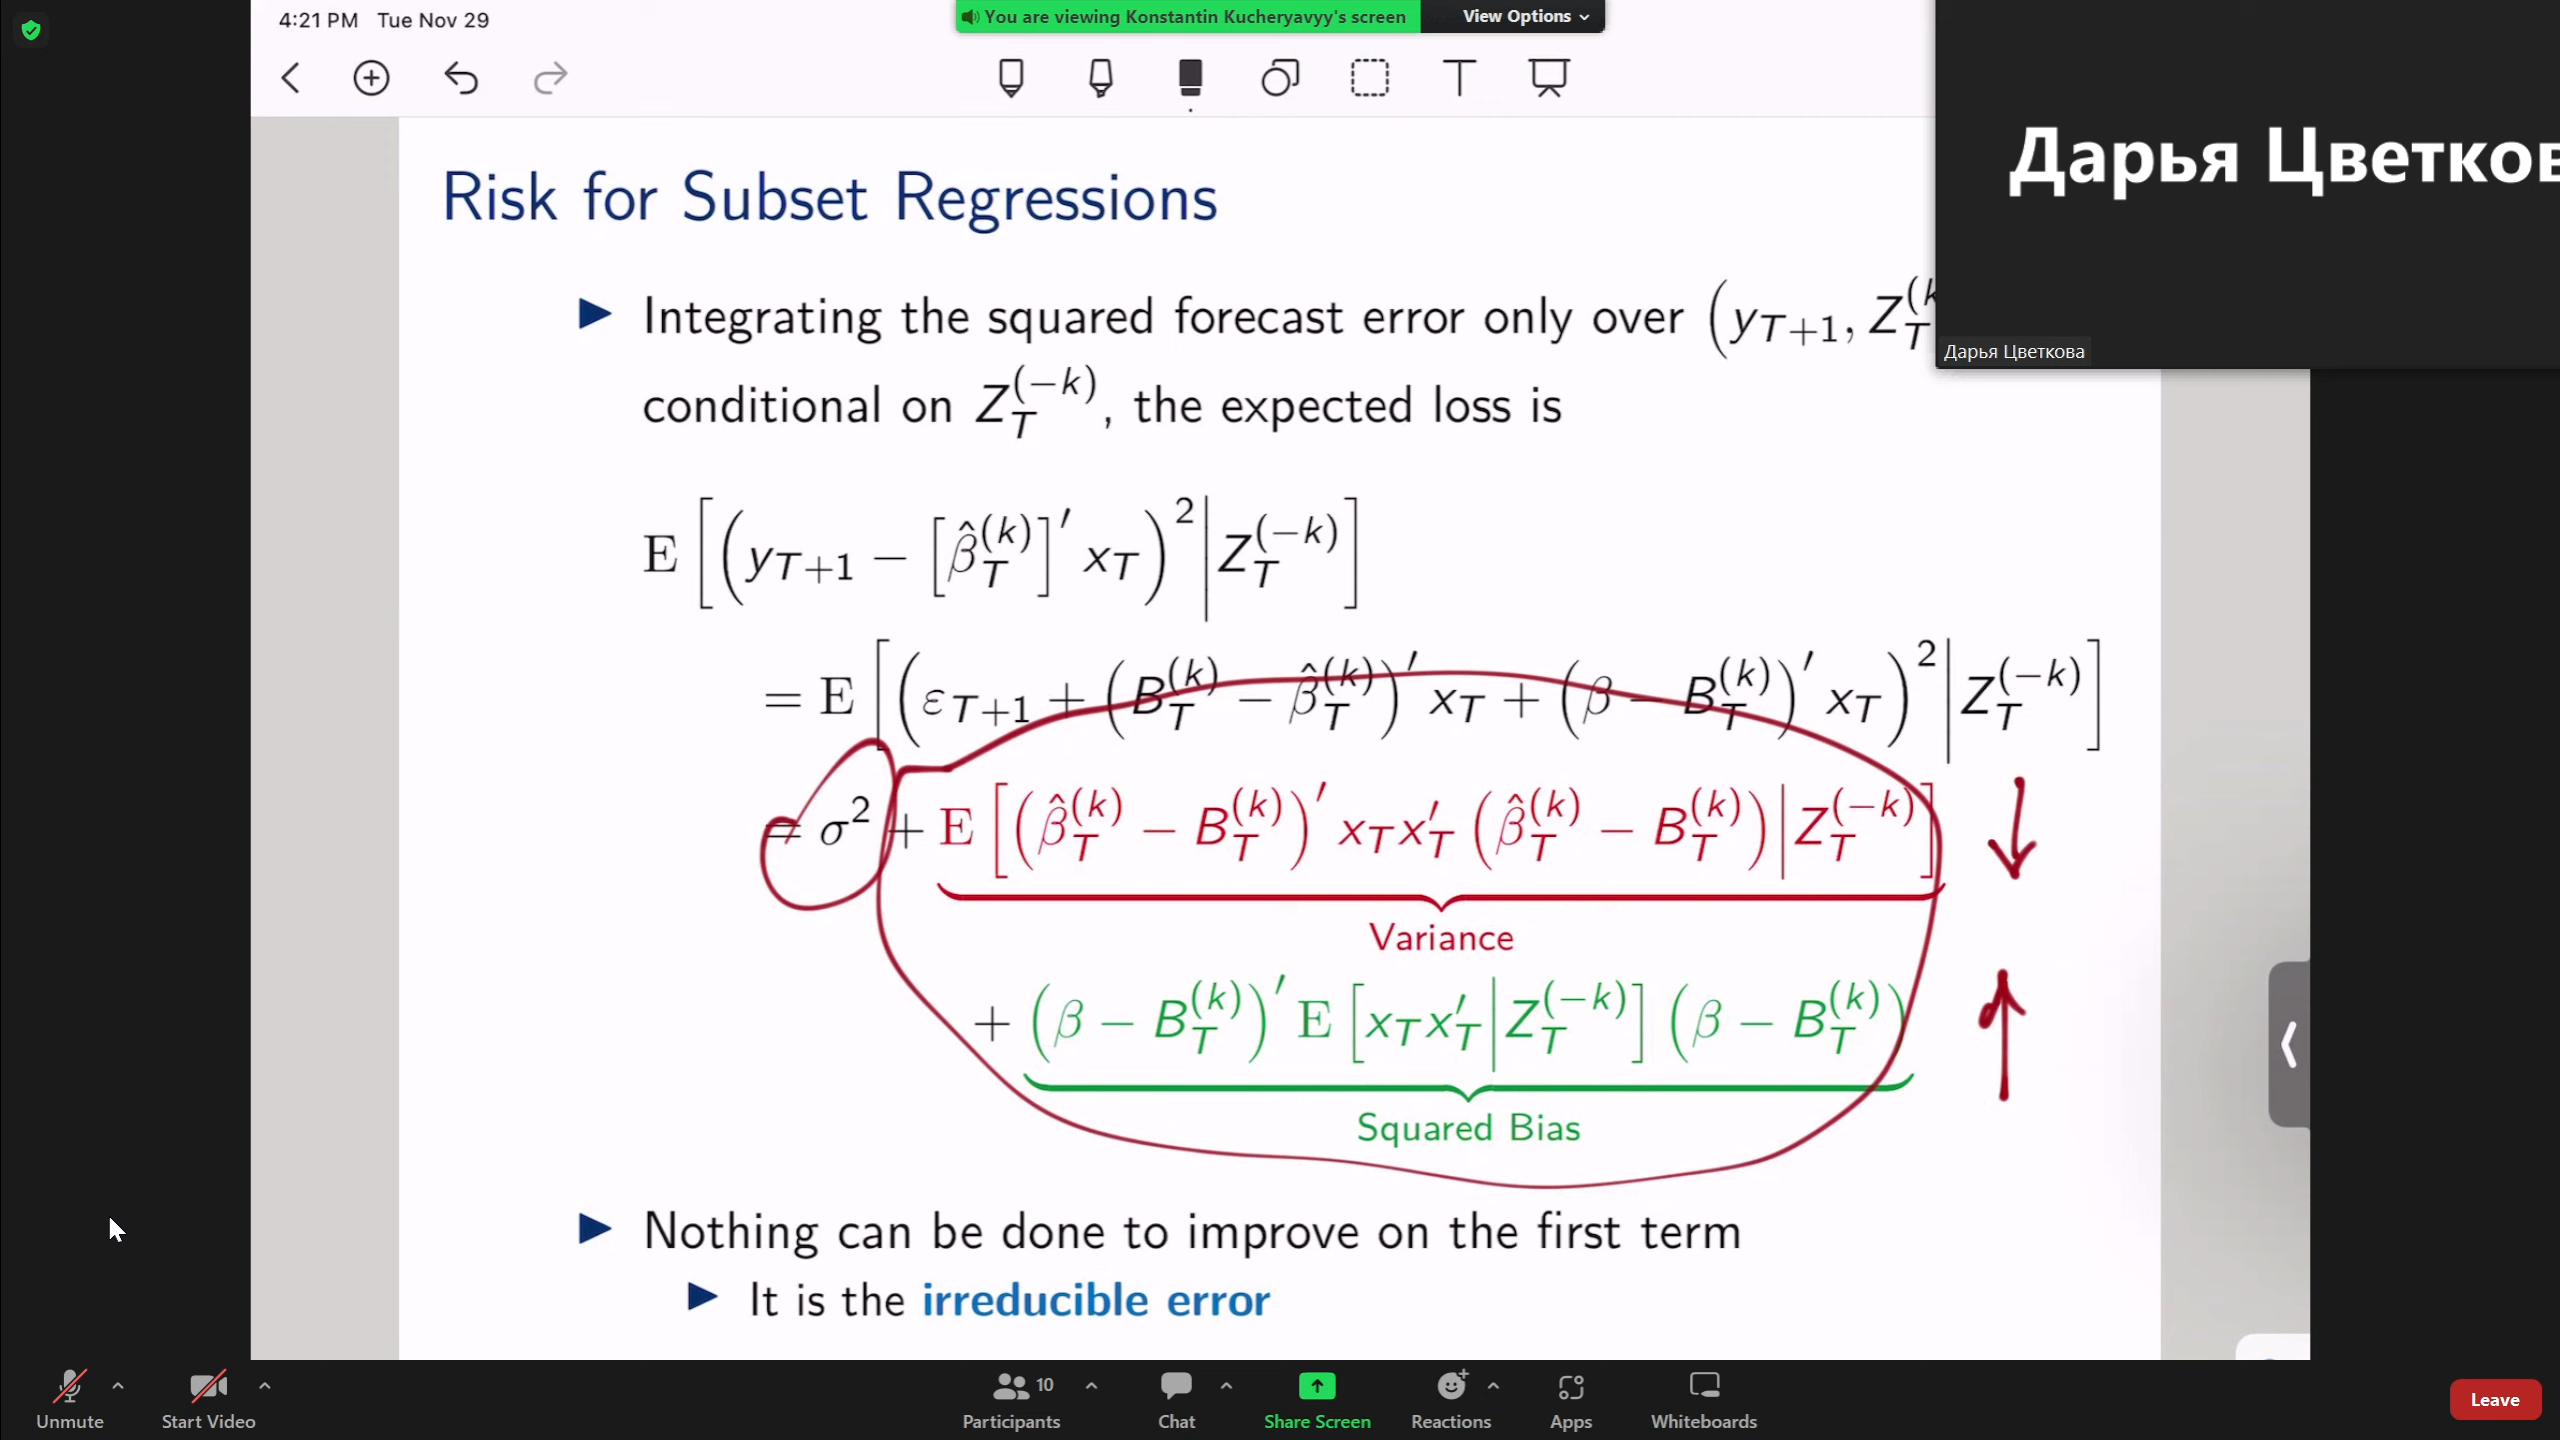 4:21 PM Tue Nov 29
You are viewing Konstantin Kucheryavyy's screen View Options
Risk for Subset Regressions
Integrating the squared forecast error only over (y_{T+1}, Z_T^{(k
conditional on Z_T^{(−k)}, the expected loss is
E[(y_{T+1} − [β̂_T^{(k)}]′ x_T)^2 | Z_T^{(−k)}]
= E[(ε_{T+1} + (B_T^{(k)} − β̂_T^{(k)})′ x_T + (β − B_T^{(k)})′ x_T)^2 | Z_T^{(−k)}]
= σ^2 + E[(β̂_T^{(k)} − B_T^{(k)})′ x_T x_T′ (β̂_T^{(k)} − B_T^{(k)}) | Z_T^{(−k)}]
Variance
+ (β − B_T^{(k)})′ E[x_T x_T′ | Z_T^{(−k)}] (β − B_T^{(k)})
Squared Bias
Nothing can be done to improve on the first term
It is the irreducible error
Дарья Цветков
Дарья Цветкова
Unmute Start Video Participants 10 Chat Share Screen Reactions Apps Whiteboards Leave